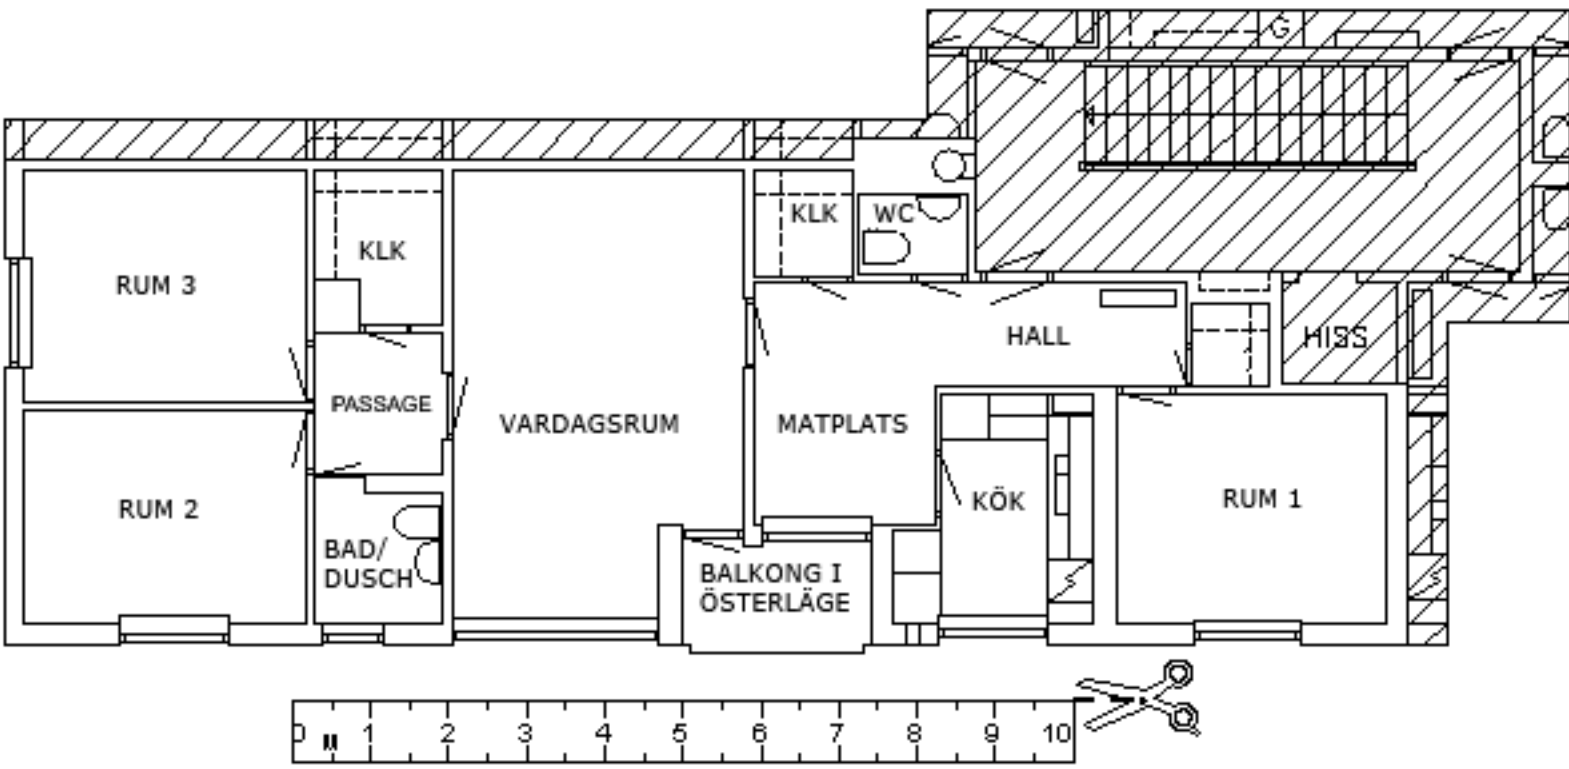 G
KLK
WC
KLK
RUM 3
HALL
HISS
PASSAGE
VARDAGSRUM
MATPLATS
RUM 2
KÖK
RUM 1
BAD/
DUSCH
BALKONG I
ÖSTERLÄGE
0 M 1 2 3 4 5 6 7 8 9 10